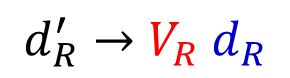 d′_R → V_R d_R